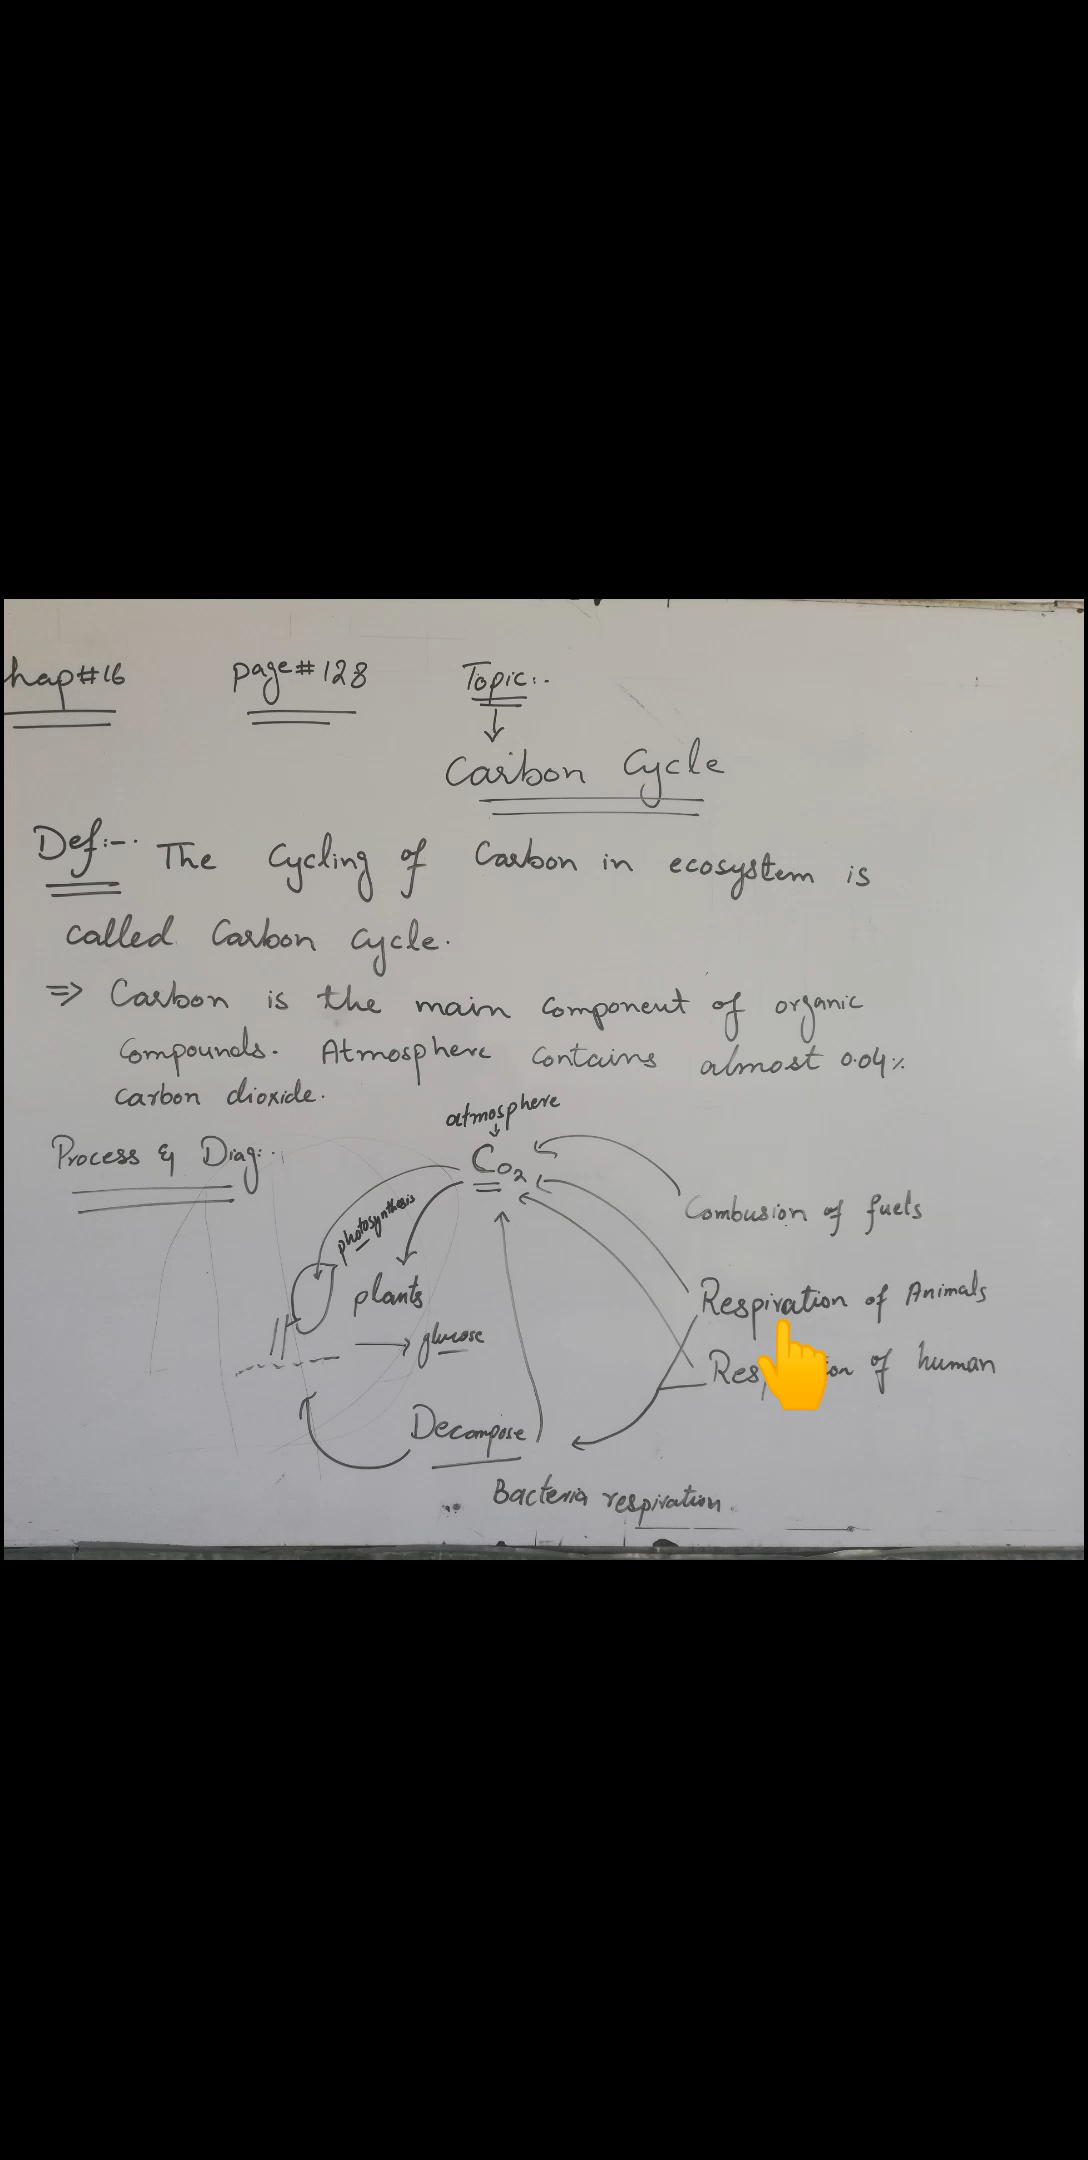 hap#16 page#128 Topic:-
Carbon Cycle
Def:-. The Cycling of Carbon in ecosystem is
called Carbon Cycle.
⇒ Carbon is the main Component of organic
Compounds. Atmosphere Contains almost 0.04%
carbon dioxide.
Process & Diag:.
atmosphere
Co₂
photosynthesis
Combusion of fuels
plants
Respiration of Animals
glucose
of human
Decompose
Bacteria respiration.